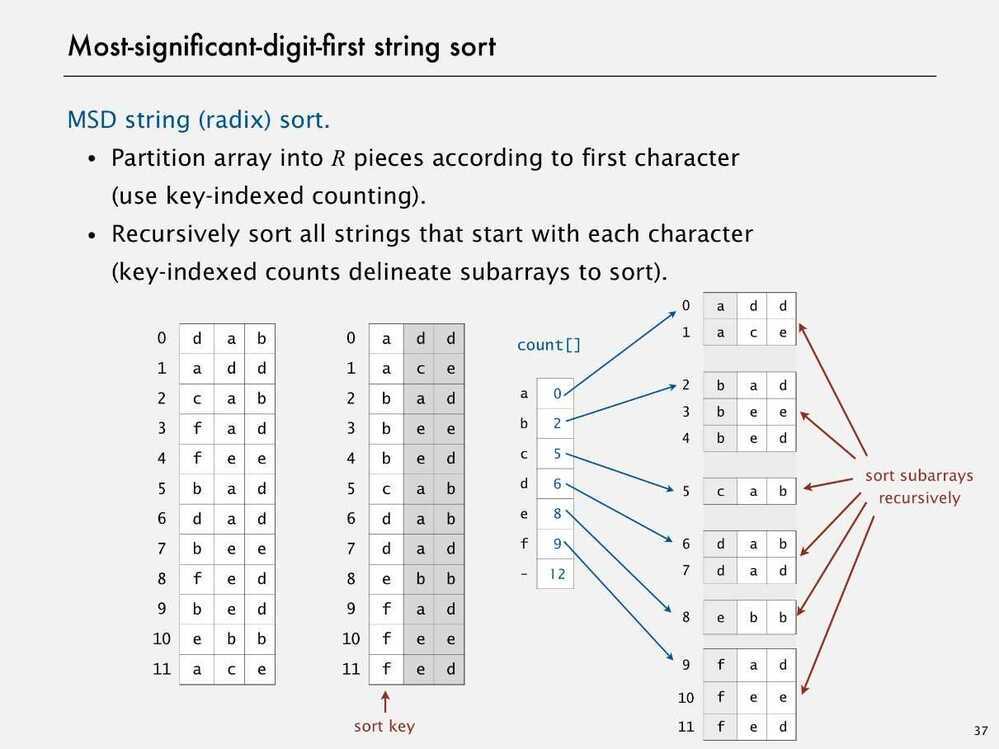 Most-significant-digit-first string sort
MSD string (radix) sort.
• Partition array into R pieces according to first character
(use key-indexed counting).
• Recursively sort all strings that start with each character
(key-indexed counts delineate subarrays to sort).
0 d a b
1 a d d
2 c a b
3 f a d
4 f e e
5 b a d
6 d a d
7 b e e
8 f e d
9 b e d
10 e b b
11 a c e
0 a d d
1 a c e
2 b a d
3 b e e
4 b e d
5 c a b
6 d a b
7 d a d
8 e b b
9 f a d
10 f e e
11 f e d
sort key
count[]
a 0
b 2
c 5
d 6
e 8
f 9
- 12
0 a d d
1 a c e
2 b a d
3 b e e
4 b e d
5 c a b
6 d a b
7 d a d
8 e b b
9 f a d
10 f e e
11 f e d
sort subarrays
recursively
37